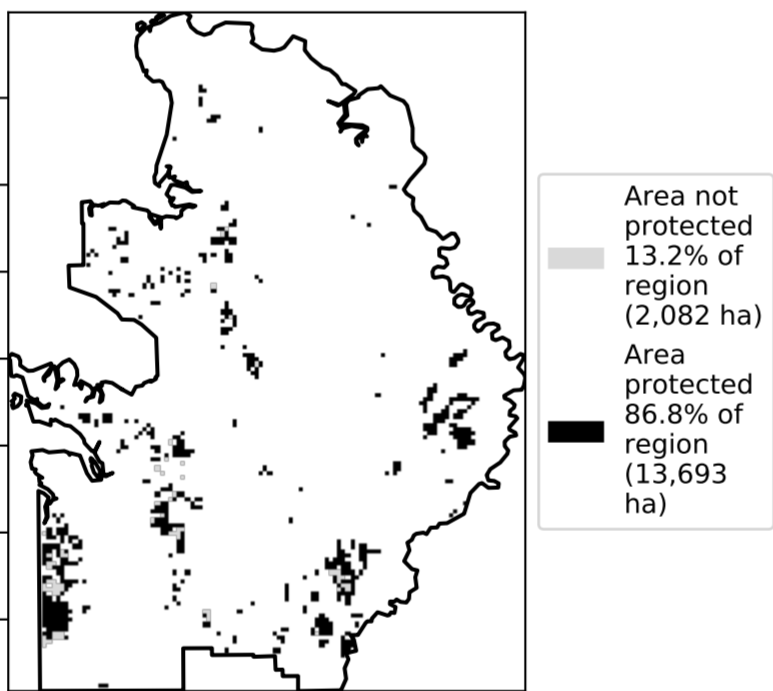 Area not
protected
13.2% of
region
(2,082 ha)
Area
protected
86.8% of
region
(13,693
ha)